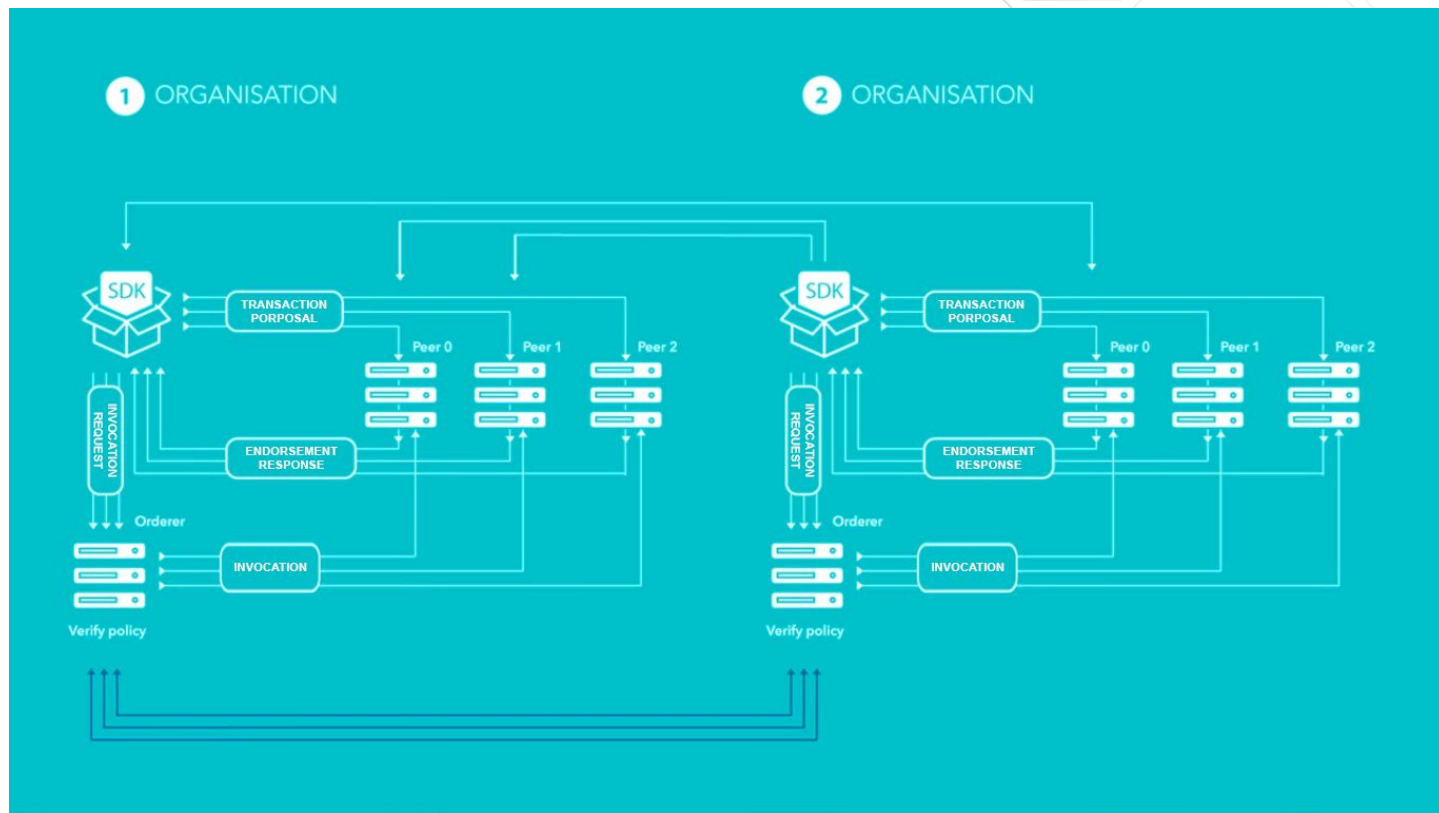 1 ORGANISATION
2 ORGANISATION
SDK
TRANSACTION
PORPOSAL
Peer 0
Peer 1
Peer 2
INVOCATION
REQUEST
ENDORSEMENT
RESPONSE
Orderer
INVOCATION
Verify policy
SDK
TRANSACTION
PORPOSAL
Peer 0
Peer 1
Peer 2
INVOCATION
REQUEST
ENDORSEMENT
RESPONSE
Orderer
INVOCATION
Verify policy